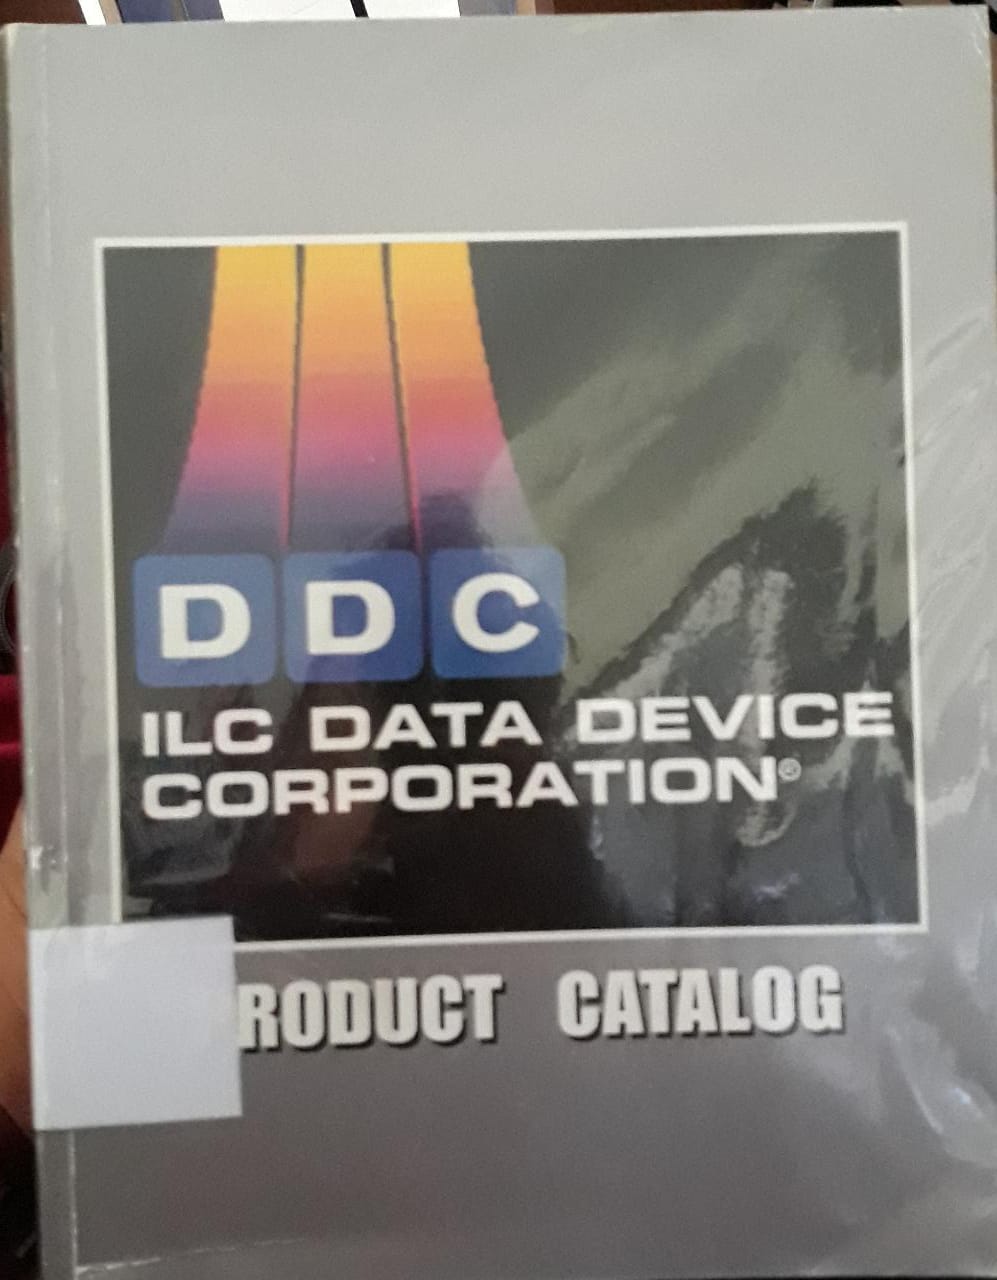 DDC
ILC DATA DEVICE
CORPORATION®
RODUCT CATALOG